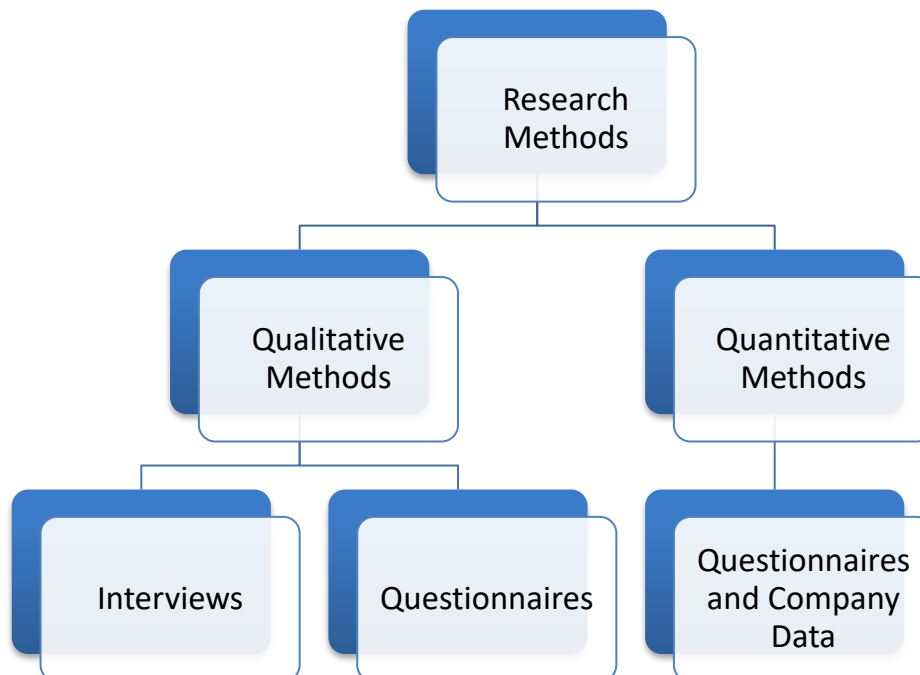 Research
Methods
Qualitative
Methods
Quantitative
Methods
Interviews
Questionnaires
Questionnaires
and Company
Data